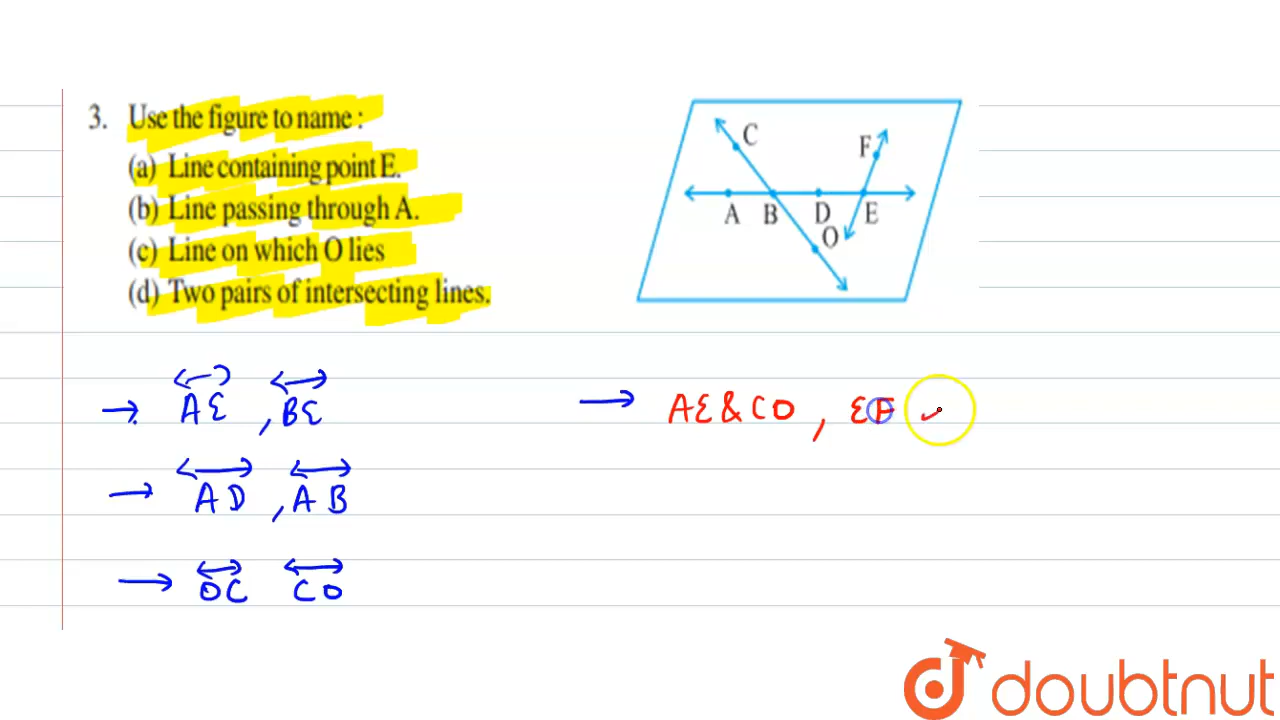 3. Use the figure to name :
(a) Line containing point E.
(b) Line passing through A.
(c) Line on which O lies
(d) Two pairs of intersecting lines.
C
F
A B D E
O
→ AE , BE
→ AD , AB
→ OC CO
→ AE & CO , EF
doubtnut